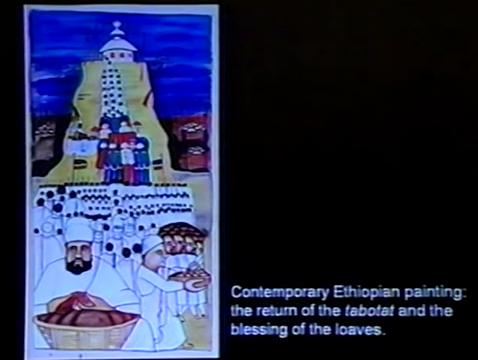 Contemporary Ethiopian painting:
the return of the tabotat and the
blessing of the loaves.